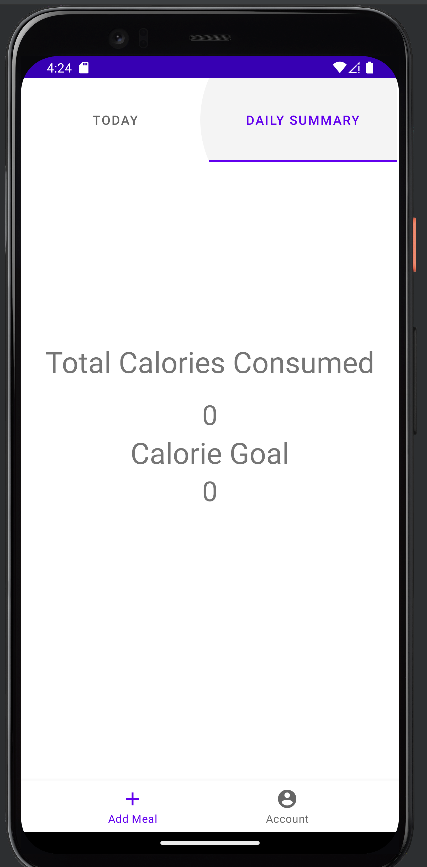 4:24
TODAY
DAILY SUMMARY
Total Calories Consumed
0
Calorie Goal
0
Add Meal
Account